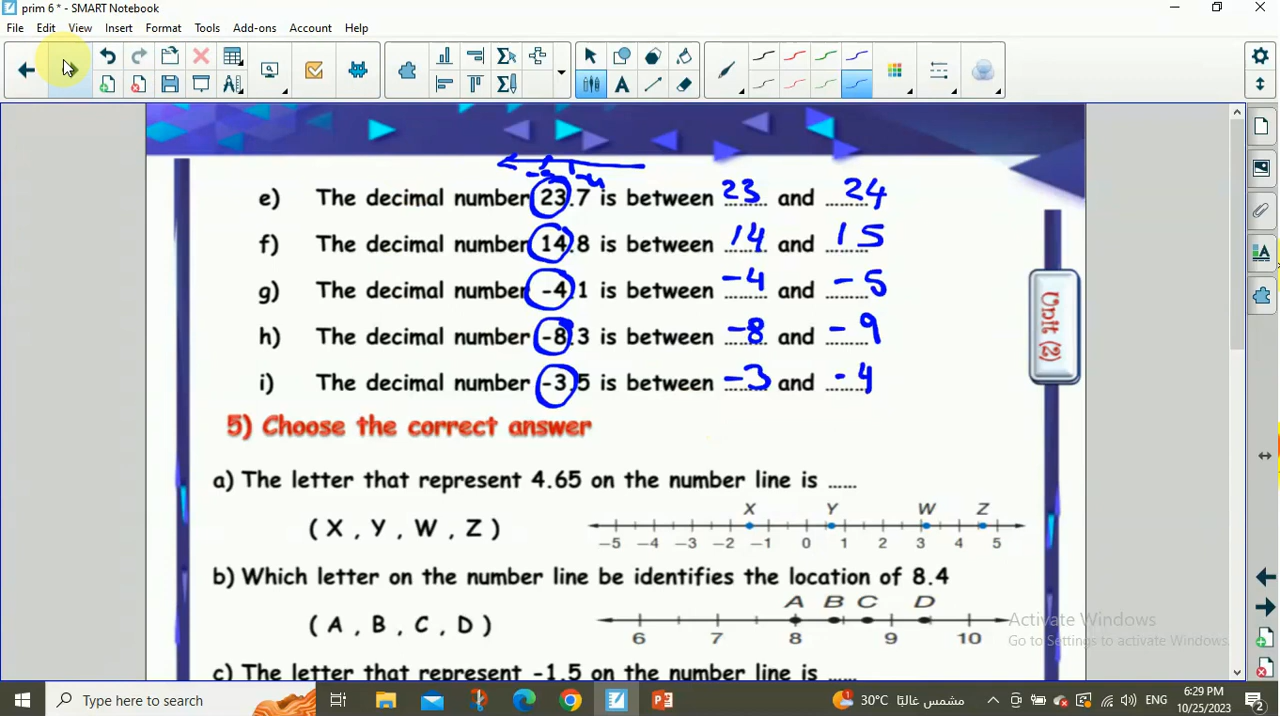 prim 6 * - SMART Notebook
File Edit View Insert Format Tools Add-ons Account Help
e) The decimal number 23.7 is between 23 and 24
f) The decimal number 14.8 is between 14 and 15
g) The decimal number -4.1 is between -4 and -5
h) The decimal number -8.3 is between -8 and -9
i) The decimal number -3.5 is between -3 and -4
Unit (2)
5) Choose the correct answer
a) The letter that represent 4.65 on the number line is ......
X Y W Z
( X , Y , W , Z )
-5 -4 -3 -2 -1 0 1 2 3 4 5
b) Which letter on the number line be identifies the location of 8.4
A B C D
( A , B , C , D )
6 7 8 9 10
Activate Windows
Go to Settings to activate Windows.
c) The letter that represent -1.5 on the number line is ......
Type here to search
30°C مشمس غالبًا
ENG
6:29 PM
10/25/2023
2